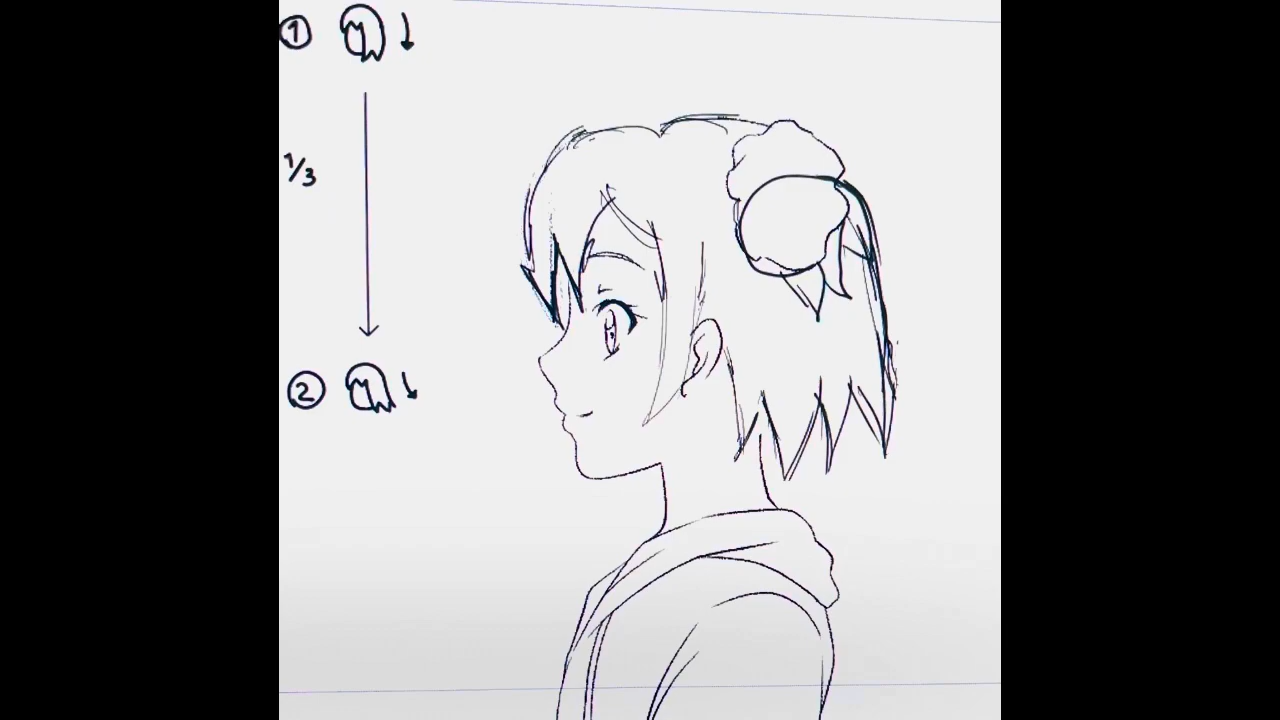 ① ↓
1/3
② ↓